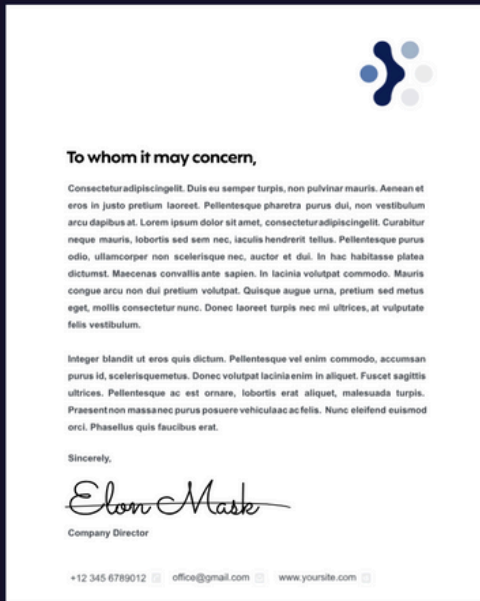 To whom it may concern,
Consecteturadipiscingelit. Duis eu semper turpis, non pulvinar mauris. Aenean et
eros in justo pretium laoreet. Pellentesque pharetra purus dui, non vestibulum
arcu dapibus at. Lorem ipsum dolor sit amet, consecteturadipiscingelit. Curabitur
neque mauris, lobortis sed sem nec, iaculis hendrerit tellus. Pellentesque purus
odio, ullamcorper non scelerisque nec, auctor et dui. In hac habitasse platea
dictumst. Maecenas convallis ante sapien. In lacinia volutpat commodo. Mauris
congue arcu non dui pretium volutpat. Quisque augue urna, pretium sed metus
eget, mollis consectetur nunc. Donec laoreet turpis nec mi ultrices, at vulputate
felis vestibulum.
Integer blandit ut eros quis dictum. Pellentesque vel enim commodo, accumsan
purus id, scelerisquemetus. Donec volutpat lacinia enim in aliquet. Fuscet sagittis
ultrices. Pellentesque ac est ornare, lobortis erat aliquet, malesuada turpis.
Praesent non massa nec purus posuere vehiculaac ac felis. Nunc eleifend euismod
orci. Phasellus quis faucibus erat.
Sincerely,
Elon Mask
Company Director
+12 345 6789012 office@gmail.com www.yoursite.com